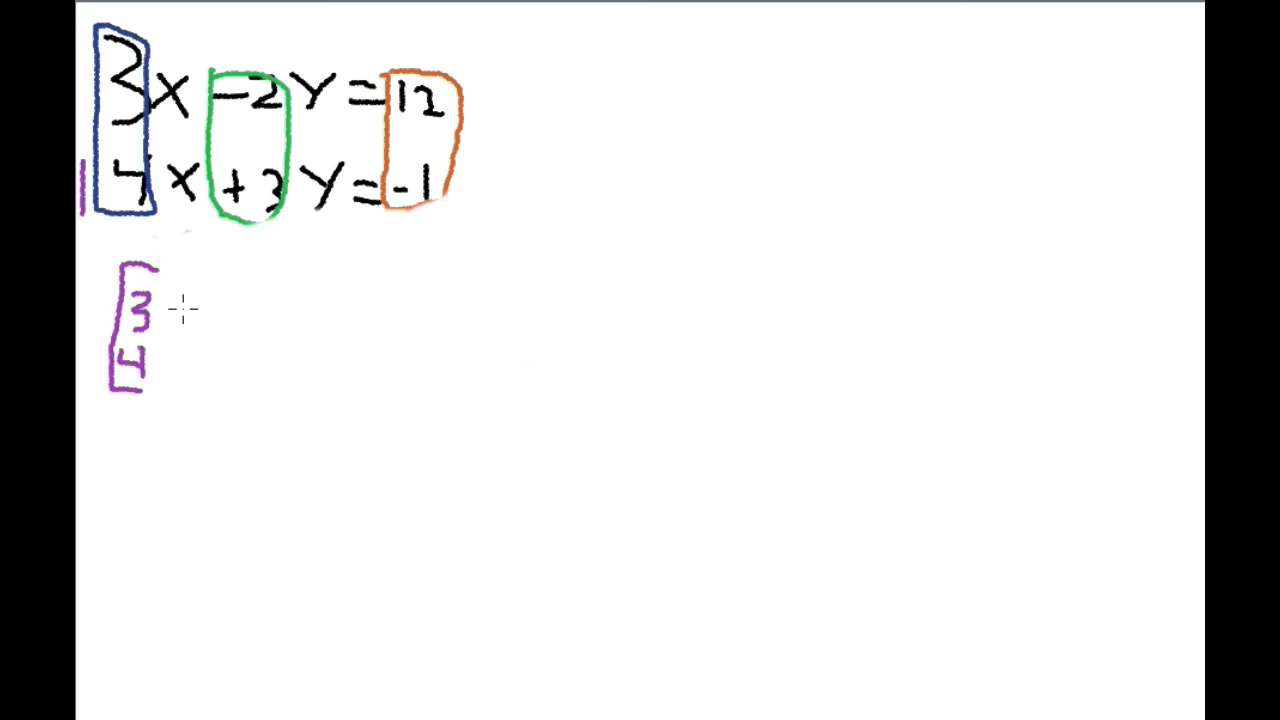 3x -2y = 12
4x +3y = -1
[3
4